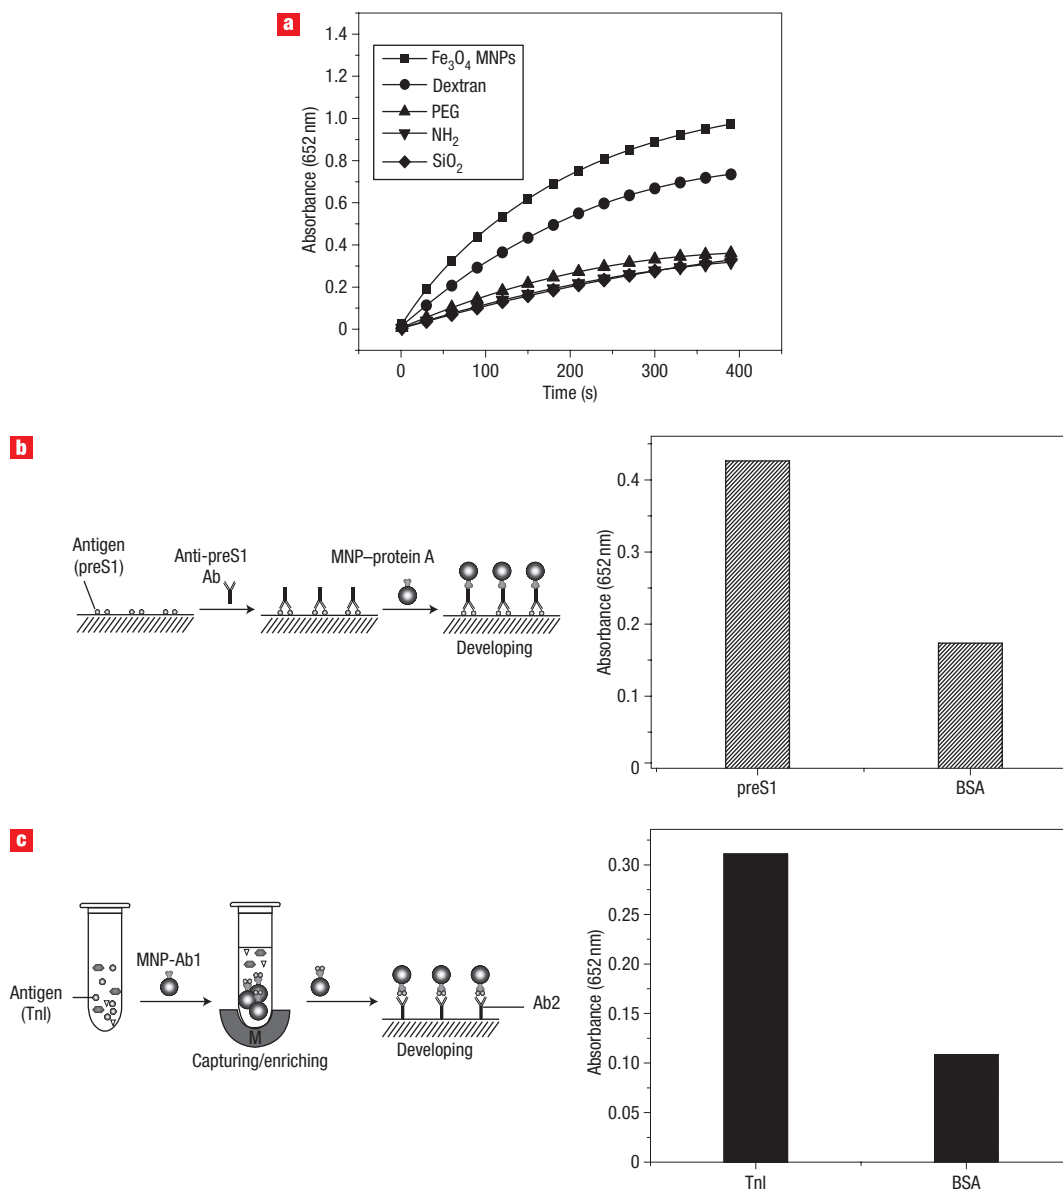 a
1.4
1.2
1.0
0.8
0.6
0.4
0.2
0
Absorbance (652 nm)
Fe₃O₄ MNPs
Dextran
PEG
NH₂
SiO₂
0 100 200 300 400
Time (s)
b
Antigen
(preS1)
Anti-preS1
Ab
MNP–protein A
Developing
Absorbance (652 nm)
0.4
0.3
0.2
0.1
0
preS1 BSA
c
Antigen
(TnI)
MNP-Ab1
M
Capturing/enriching
Ab2
Developing
Absorbance (652 nm)
0.30
0.25
0.20
0.15
0.10
0.05
0
TnI BSA